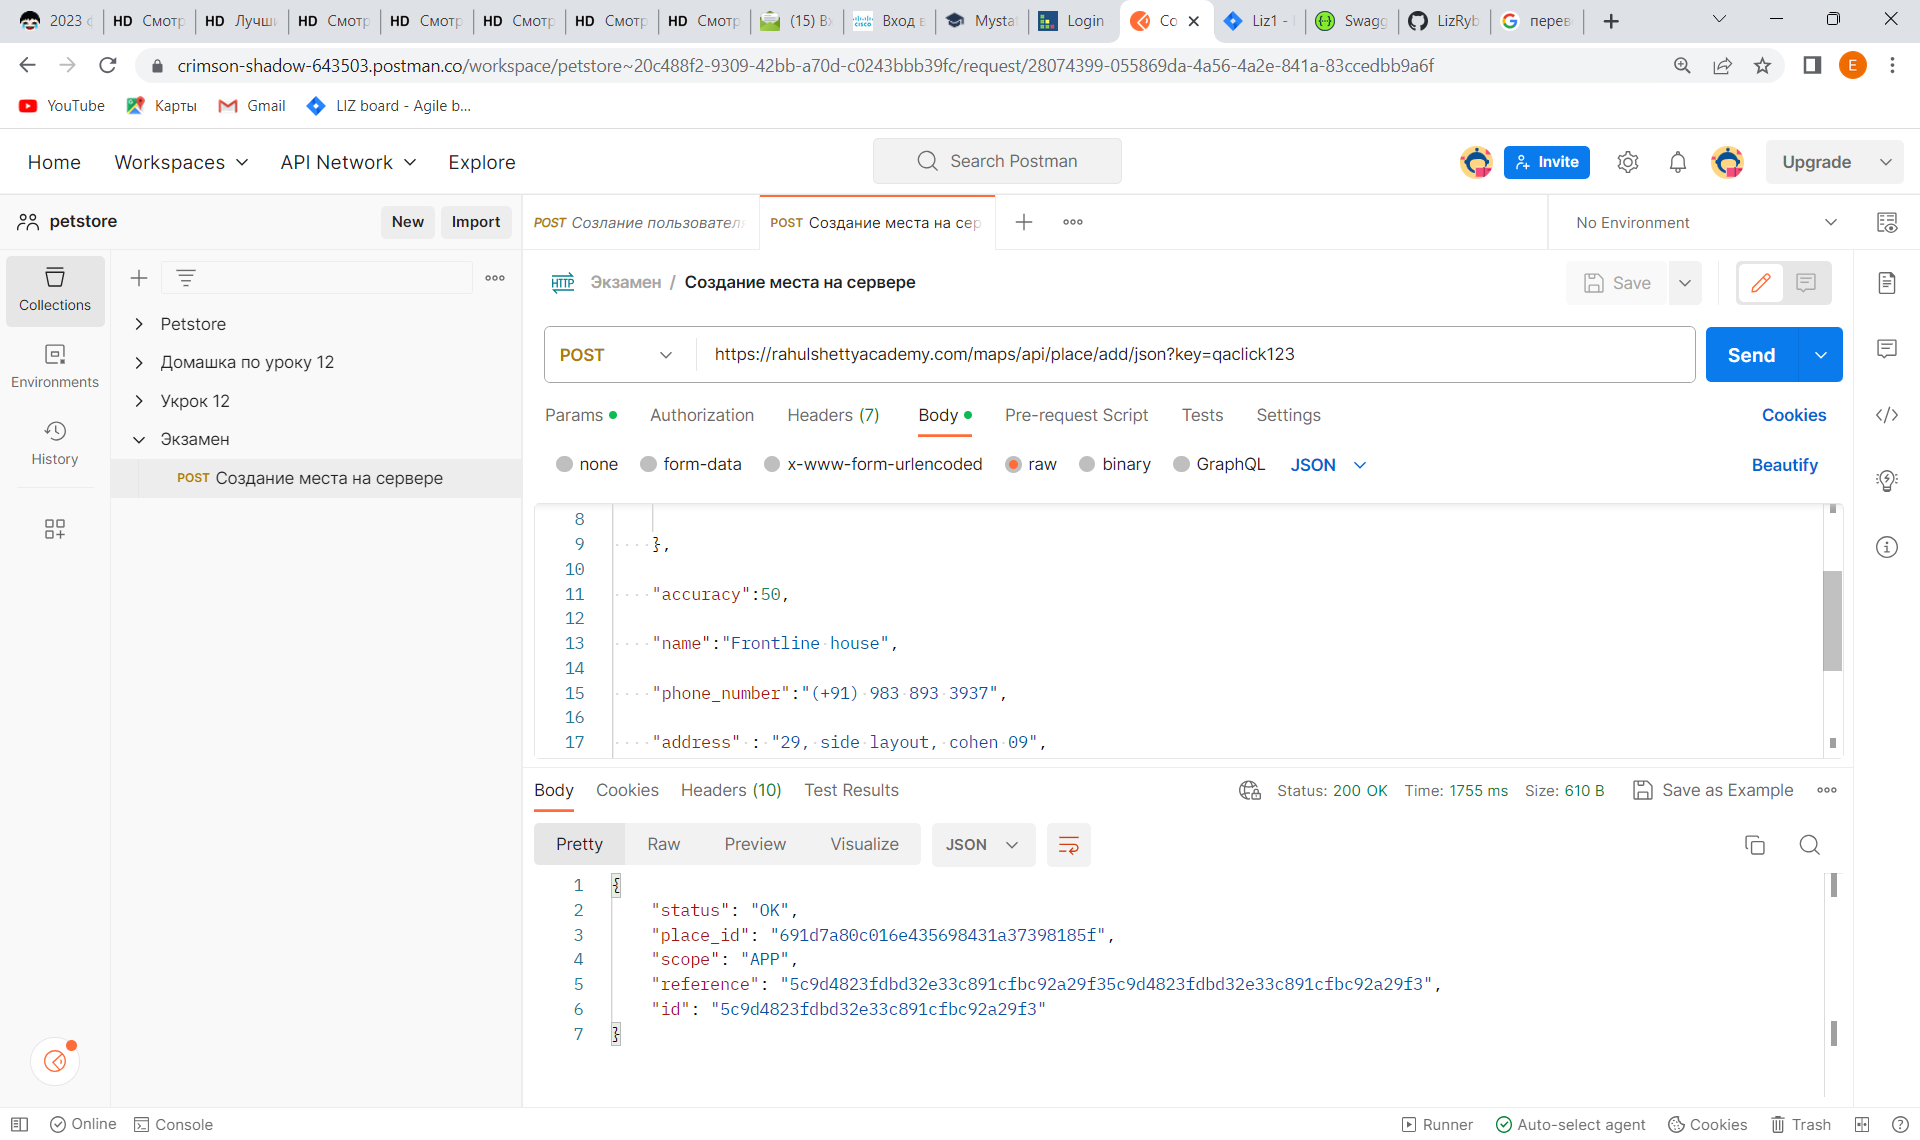 2023 ф HD Смотр HD Лучши HD Смотр HD Смотр HD Смотр HD Смотр HD Смотр (15) Вх Вход в Mysta Login Co Liz1 - Swagg LizRyb перев
crimson-shadow-643503.postman.co/workspace/petstore~20c488f2-9309-42bb-a70d-c0243bbb39fc/request/28074399-055869da-4a56-4a2e-841a-83ccedbb9a6f E
YouTube Карты Gmail LIZ board - Agile b...
Home Workspaces API Network Explore Search Postman Invite Upgrade
petstore New Import POST Созлание пользователя POST Создание места на сер No Environment
Collections
Environments
History
Petstore
Домашка по уроку 12
Укрок 12
Экзамен
POST Создание места на сервере
HTTP Экзамен / Создание места на сервере Save
POST https://rahulshettyacademy.com/maps/api/place/add/json?key=qaclick123 Send
Params Authorization Headers (7) Body Pre-request Script Tests Settings Cookies
none form-data x-www-form-urlencoded raw binary GraphQL JSON Beautify
8
9 },
10
11 "accuracy":50,
12
13 "name":"Frontline house",
14
15 "phone_number":"(+91) 983 893 3937",
16
17 "address" : "29, side layout, cohen 09",
Body Cookies Headers (10) Test Results Status: 200 OK Time: 1755 ms Size: 610 B Save as Example
Pretty Raw Preview Visualize JSON
1 {
2 "status": "OK",
3 "place_id": "691d7a80c016e435698431a37398185f",
4 "scope": "APP",
5 "reference": "5c9d4823fdbd32e33c891cfbc92a29f35c9d4823fdbd32e33c891cfbc92a29f3",
6 "id": "5c9d4823fdbd32e33c891cfbc92a29f3"
7 }
Online Console Runner Auto-select agent Cookies Trash